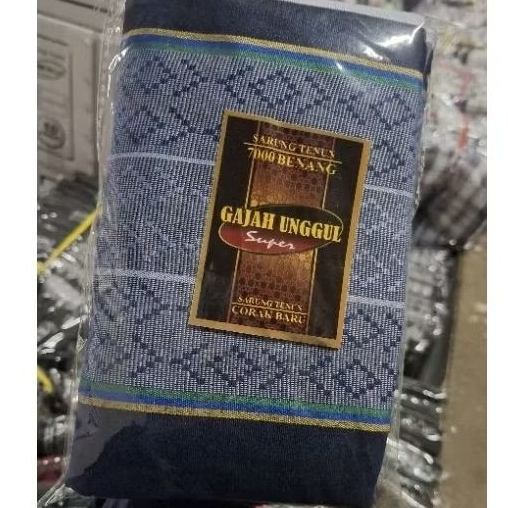 SARUNG TENUN
7000 BENANG
GAJAH UNGGUL
Super
SARUNG TENUN
CORAK BARU